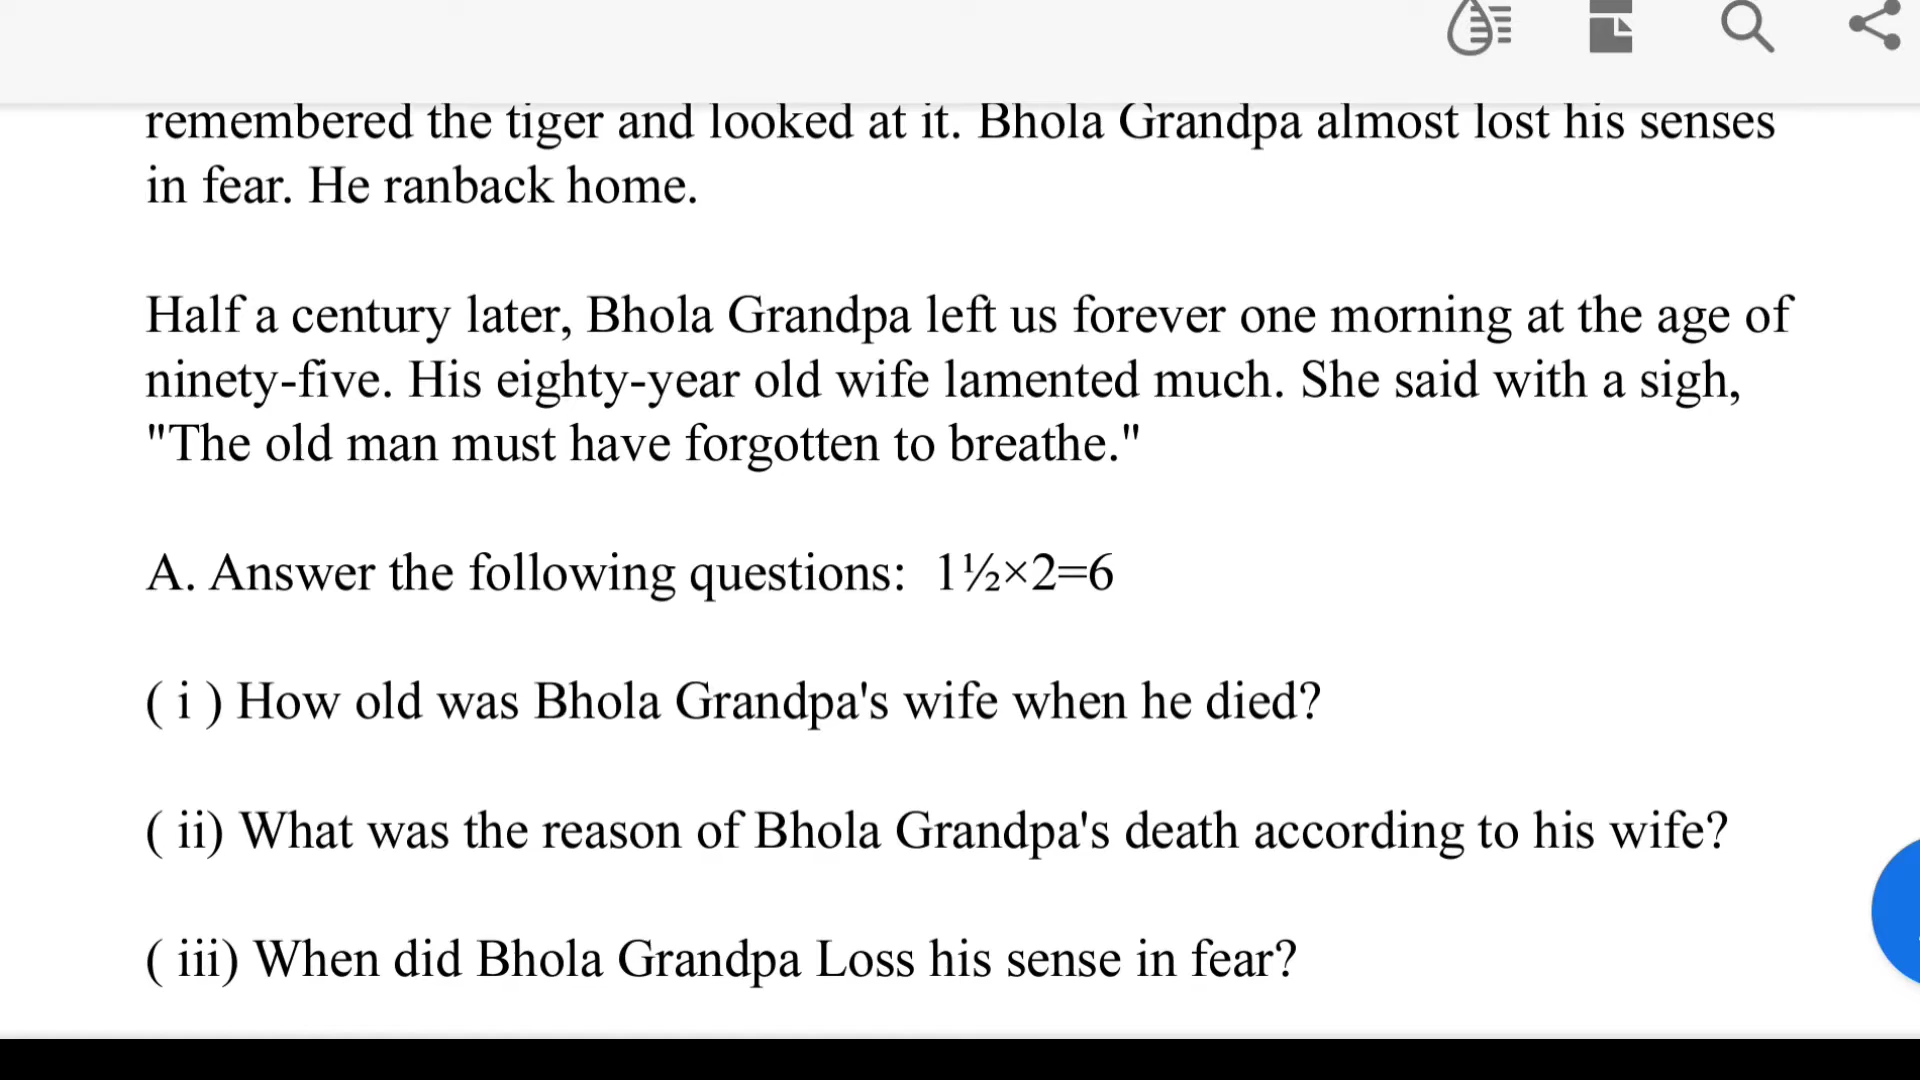 remembered the tiger and looked at it. Bhola Grandpa almost lost his senses
in fear. He ranback home.
Half a century later, Bhola Grandpa left us forever one morning at the age of
ninety-five. His eighty-year old wife lamented much. She said with a sigh,
"The old man must have forgotten to breathe."
A. Answer the following questions:  1½×2=6
( i ) How old was Bhola Grandpa's wife when he died?
( ii) What was the reason of Bhola Grandpa's death according to his wife?
( iii) When did Bhola Grandpa Loss his sense in fear?